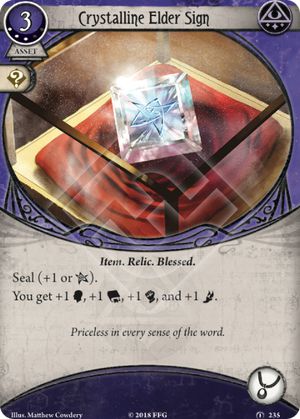 3
Crystalline Elder Sign
ASSET
Item. Relic. Blessed.
Seal (+1 or ).
You get +1 , +1 , +1 , and +1 .
Priceless in every sense of the word.
Illus. Matthew Cowdery © 2018 FFG 235